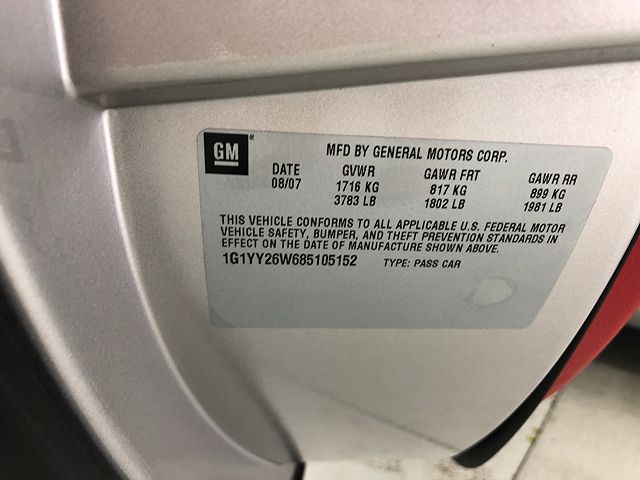 GM®
MFD BY GENERAL MOTORS CORP.
DATE GVWR GAWR FRT GAWR RR
08/07 1716 KG 817 KG 899 KG
3783 LB 1802 LB 1981 LB
THIS VEHICLE CONFORMS TO ALL APPLICABLE U.S. FEDERAL MOTOR
VEHICLE SAFETY, BUMPER, AND THEFT PREVENTION STANDARDS IN
EFFECT ON THE DATE OF MANUFACTURE SHOWN ABOVE.
1G1YY26W685105152 TYPE: PASS CAR